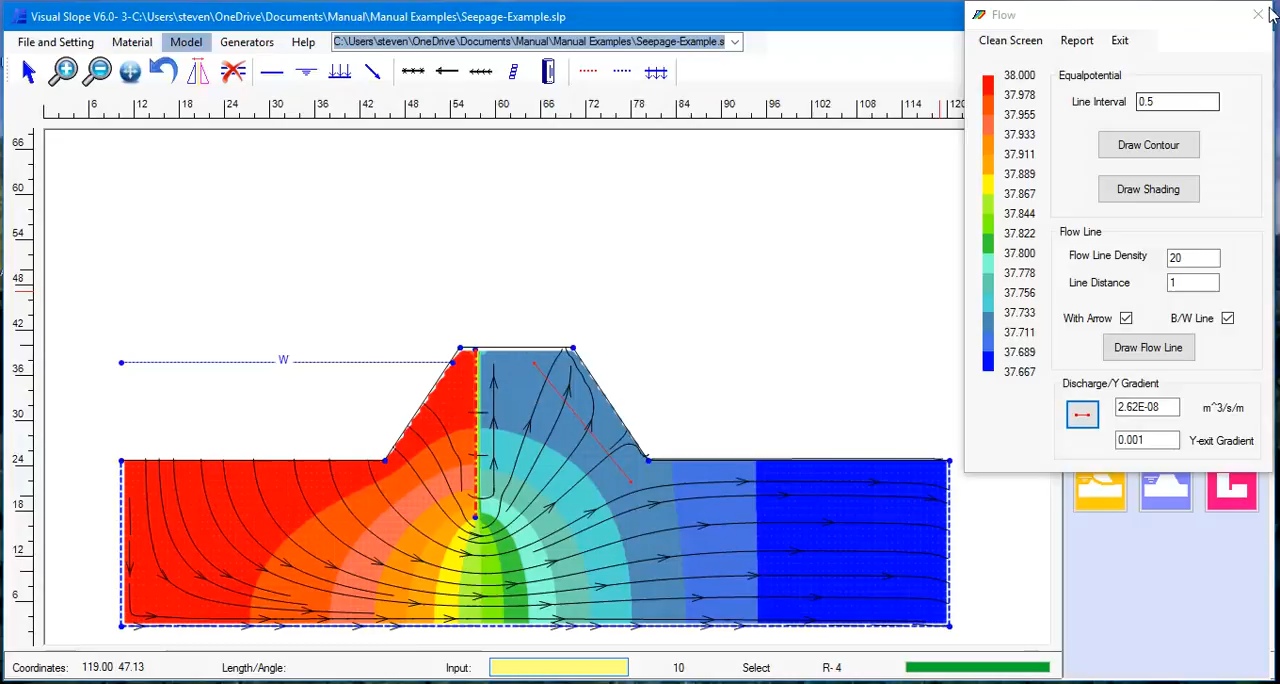 Visual Slope V6.0- 3-C:\Users\steven\OneDrive\Documents\Manual\Manual Examples\Seepage-Example.slp
File and Setting Material Model Generators Help C:\Users\steven\OneDrive\Documents\Manual\Manual Examples\Seepage-Example.s
6 12 18 24 30 36 42 48 54 60 66 72 78 84 90 96 102 108 114 120
66
60
54
48
42
36
30
24
18
12
6
W
Flow
Clean Screen Report Exit
38.000
37.978
37.955
37.933
37.911
37.889
37.867
37.844
37.822
37.800
37.778
37.756
37.733
37.711
37.689
37.667
Equalpotential
Line Interval 0.5
Draw Contour
Draw Shading
Flow Line
Flow Line Density 20
Line Distance 1
With Arrow B/W Line
Draw Flow Line
Discharge/Y Gradient
2.62E-08 m^3/s/m
0.001 Y-exit Gradient
Coordinates: 119.00 47.13 Length/Angle: Input: 10 Select R- 4